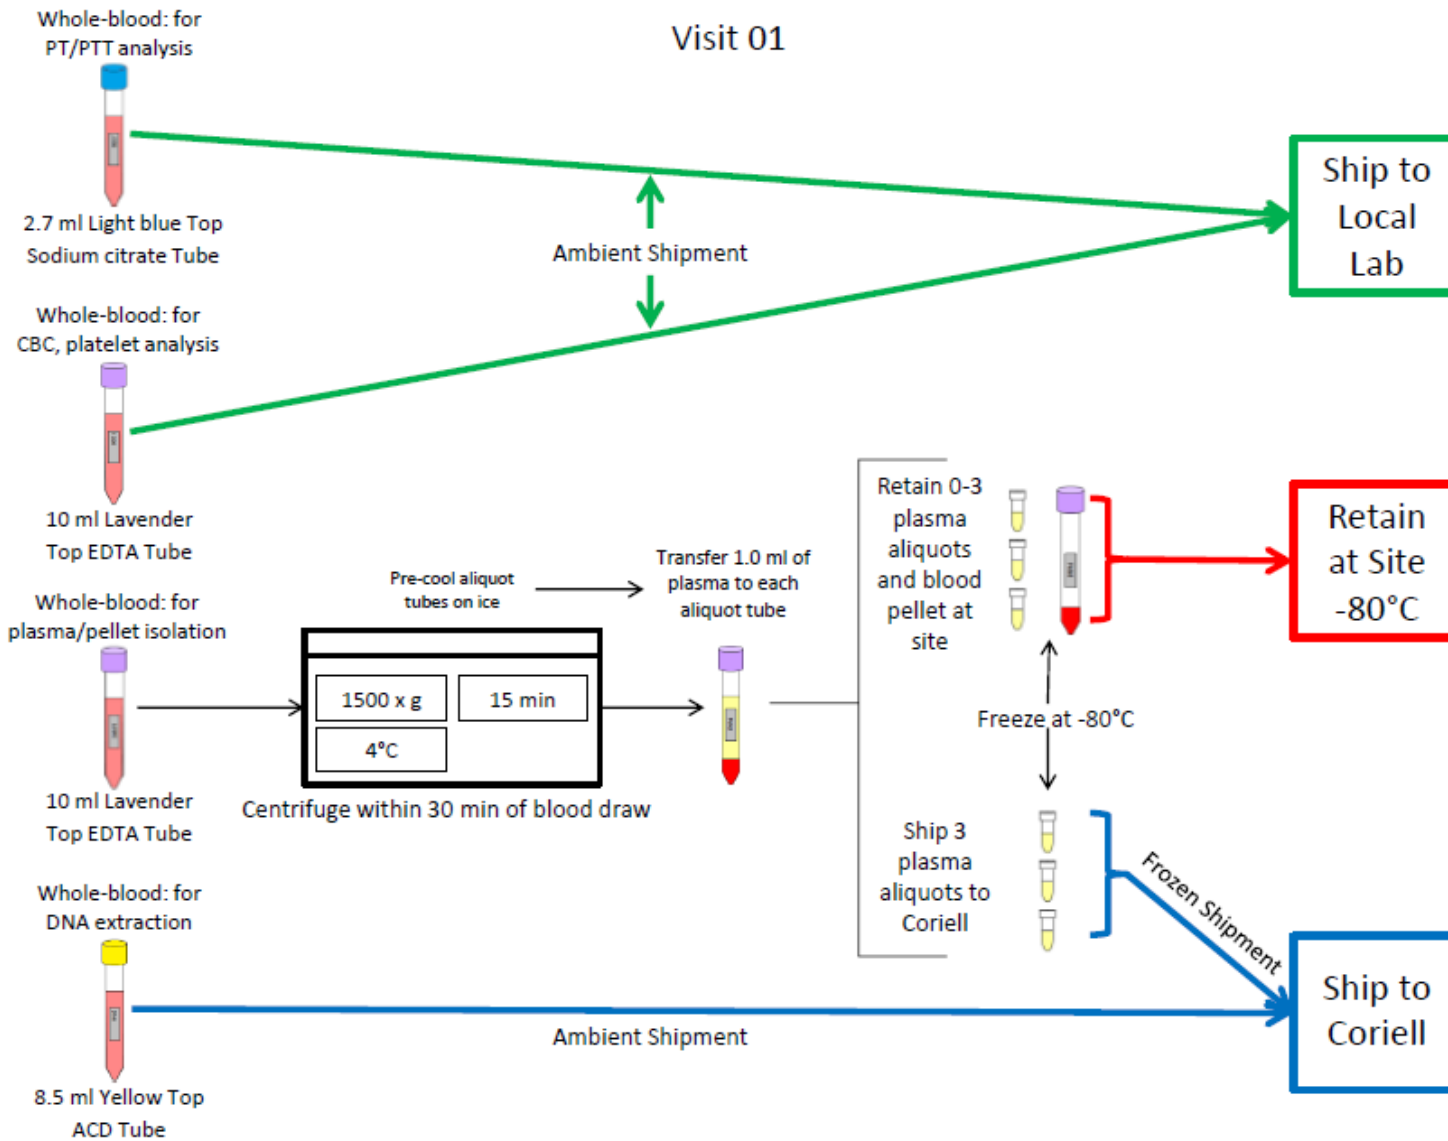 Visit 01
Whole-blood: for
PT/PTT analysis
2.7 ml Light blue Top
Sodium citrate Tube
Ambient Shipment
Ship to
Local
Lab
Whole-blood: for
CBC, platelet analysis
10 ml Lavender
Top EDTA Tube
Whole-blood: for
plasma/pellet isolation
10 ml Lavender
Top EDTA Tube
Pre-cool aliquot
tubes on ice
1500 x g
15 min
4°C
Centrifuge within 30 min of blood draw
Transfer 1.0 ml of
plasma to each
aliquot tube
Retain 0-3
plasma
aliquots
and blood
pellet at
site
Retain
at Site
-80°C
Freeze at -80°C
Ship 3
plasma
aliquots to
Coriell
Frozen Shipment
Whole-blood: for
DNA extraction
8.5 ml Yellow Top
ACD Tube
Ambient Shipment
Ship to
Coriell